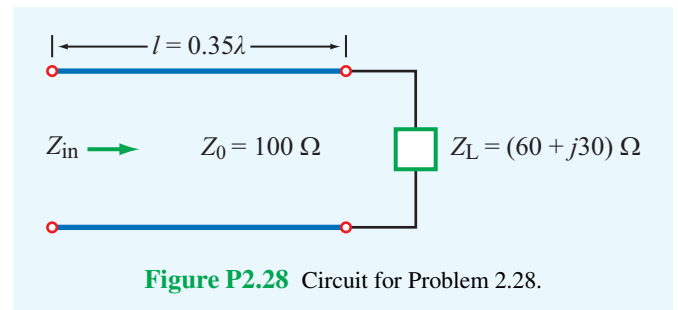 l = 0.35λ
Zin
Z0 = 100 Ω
ZL = (60 + j30) Ω
Figure P2.28 Circuit for Problem 2.28.